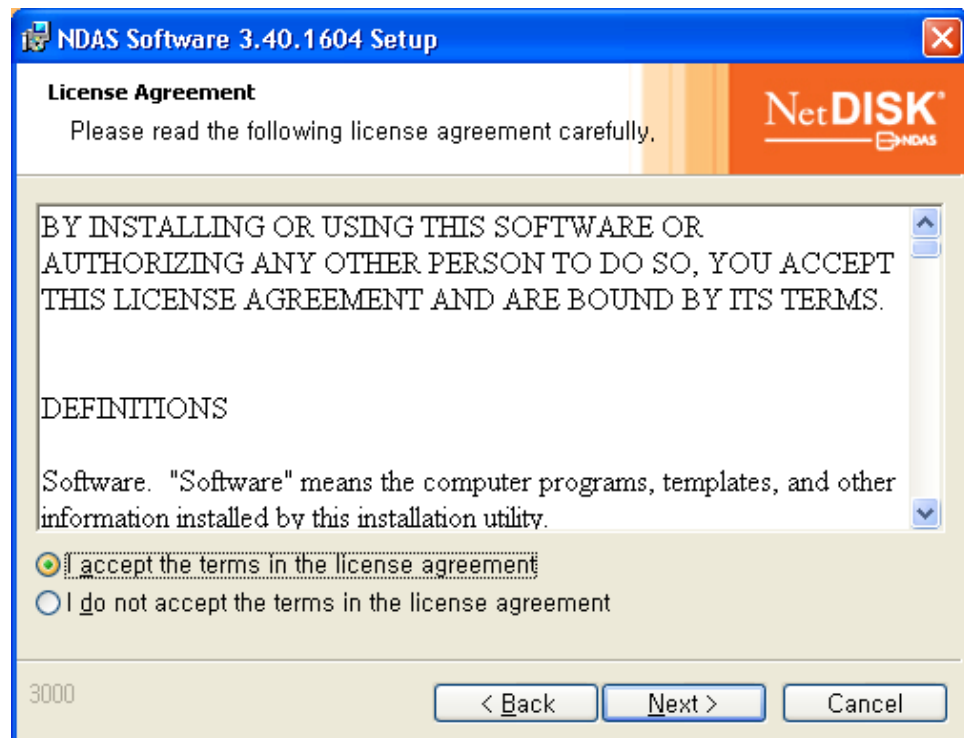 NDAS Software 3.40.1604 Setup
License Agreement
Please read the following license agreement carefully.
NetDISK
NDAS
BY INSTALLING OR USING THIS SOFTWARE OR
AUTHORIZING ANY OTHER PERSON TO DO SO, YOU ACCEPT
THIS LICENSE AGREEMENT AND ARE BOUND BY ITS TERMS.
DEFINITIONS
Software.  "Software" means the computer programs, templates, and other
information installed by this installation utility.
I accept the terms in the license agreement
I do not accept the terms in the license agreement
3000
< Back
Next >
Cancel